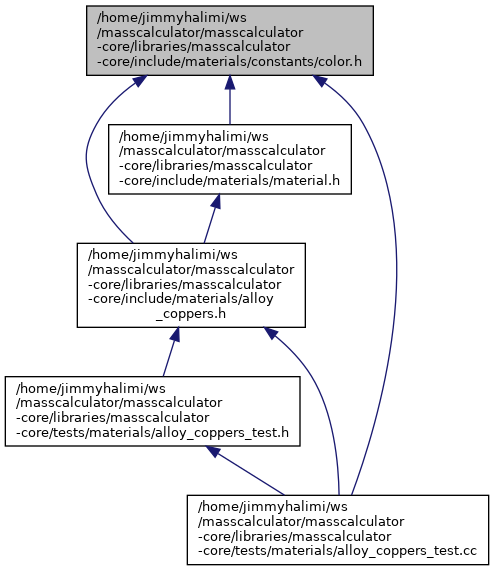 /home/jimmyhalimi/ws
/masscalculator/masscalculator
-core/libraries/masscalculator
-core/include/materials/constants/color.h
/home/jimmyhalimi/ws
/masscalculator/masscalculator
-core/libraries/masscalculator
-core/include/materials/material.h
/home/jimmyhalimi/ws
/masscalculator/masscalculator
-core/libraries/masscalculator
-core/include/materials/alloy
_coppers.h
/home/jimmyhalimi/ws
/masscalculator/masscalculator
-core/libraries/masscalculator
-core/tests/materials/alloy_coppers_test.h
/home/jimmyhalimi/ws
/masscalculator/masscalculator
-core/libraries/masscalculator
-core/tests/materials/alloy_coppers_test.cc